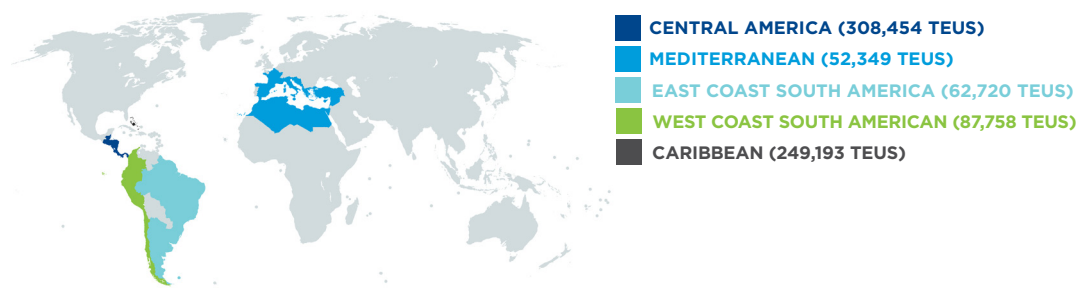 CENTRAL AMERICA (308,454 TEUS)
MEDITERRANEAN (52,349 TEUS)
EAST COAST SOUTH AMERICA (62,720 TEUS)
WEST COAST SOUTH AMERICAN (87,758 TEUS)
CARIBBEAN (249,193 TEUS)